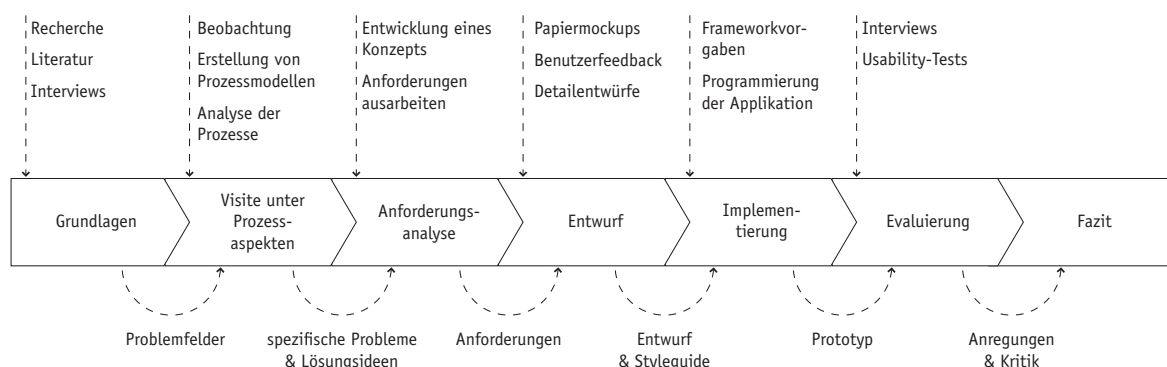 Recherche
Literatur
Interviews
Beobachtung
Erstellung von
Prozessmodellen
Analyse der
Prozesse
Entwicklung eines
Konzepts
Anforderungen
ausarbeiten
Papiermockups
Benutzerfeedback
Detailentwürfe
Frameworkvor-
gaben
Programmierung
der Applikation
Interviews
Usability-Tests
Grundlagen
Visite unter
Prozess-
aspekten
Anforderungs-
analyse
Entwurf
Implemen-
tierung
Evaluierung
Fazit
Problemfelder
spezifische Probleme
& Lösungsideen
Anforderungen
Entwurf
& Styleguide
Prototyp
Anregungen
& Kritik